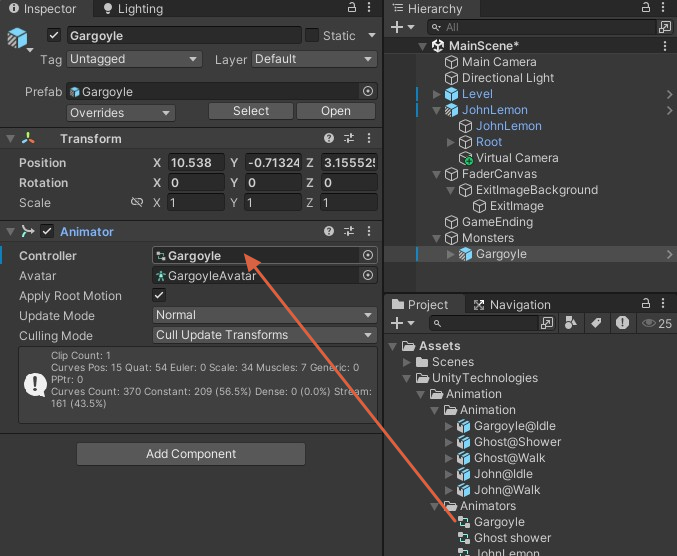 Inspector
Lighting
Gargoyle
Static
Tag Untagged Layer Default
Prefab Gargoyle
Overrides Select Open
Transform
Position X 10.538 Y -0.71324 Z 3.155525
Rotation X 0 Y 0 Z 0
Scale X 1 Y 1 Z 1
Animator
Controller Gargoyle
Avatar GargoyleAvatar
Apply Root Motion
Update Mode Normal
Culling Mode Cull Update Transforms
Clip Count: 1
Curves Pos: 15 Quat: 54 Euler: 0 Scale: 34 Muscles: 7 Generic: 0
PPtr: 0
Curves Count: 370 Constant: 209 (56.5%) Dense: 0 (0.0%) Stream:
161 (43.5%)
Add Component
Hierarchy
All
MainScene*
Main Camera
Directional Light
Level
JohnLemon
JohnLemon
Root
Virtual Camera
FaderCanvas
ExitImageBackground
ExitImage
GameEnding
Monsters
Gargoyle
Project
Navigation
25
Assets
Scenes
UnityTechnologies
Animation
Animation
Gargoyle@Idle
Ghost@Shower
Ghost@Walk
John@Idle
John@Walk
Animators
Gargoyle
Ghost shower
JohnLemon